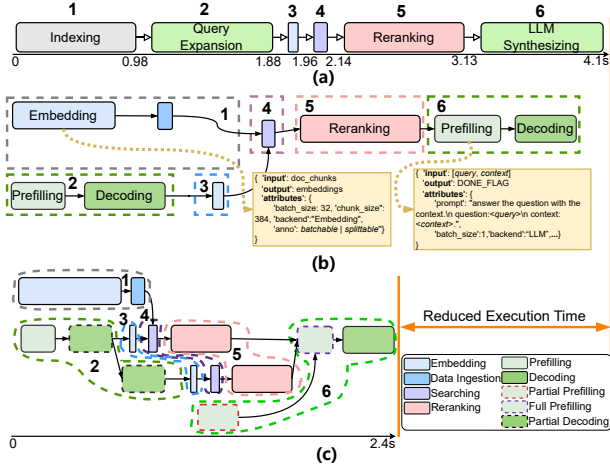 1
2
3
4
5
6
Indexing
Query
Expansion
Reranking
LLM
Synthesizing
0
0.98
1.88
1.96
2.14
3.13
4.1s
(a)
Embedding
1
4
5
6
Reranking
Prefilling
Decoding
Prefilling
2
Decoding
3
{ 'input': doc_chunks
'output': embeddings
'attributes': {
'batch_size: 32, 'chunk_size":
384, 'backend':"Embedding",
'anno': batchable | splittable"}
}
{ 'input': [query, context]
'output': DONE_FLAG
'attributes': {
'prompt': "answer the question with the
context.\n question:<query>\n context:
<context>.",
'batch_size':1,'backend':"LLM",...}
}
(b)
1
3
4
2
5
6
Reduced Execution Time
Embedding
Data Ingestion
Searching
Reranking
Prefilling
Decoding
Partial Prefilling
Full Prefilling
Partial Decoding
0
2.4s
(c)